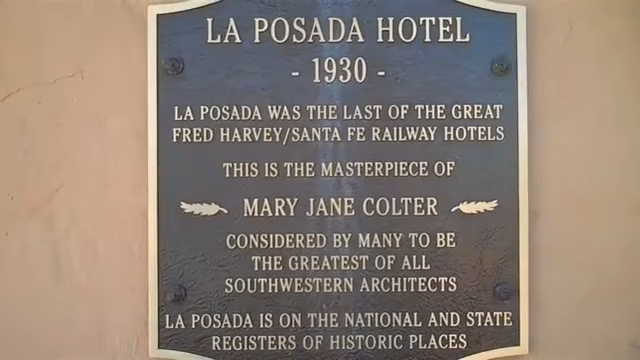 LA POSADA HOTEL
- 1930 -
LA POSADA WAS THE LAST OF THE GREAT
FRED HARVEY/SANTA FE RAILWAY HOTELS
THIS IS THE MASTERPIECE OF
MARY JANE COLTER
CONSIDERED BY MANY TO BE
THE GREATEST OF ALL
SOUTHWESTERN ARCHITECTS
LA POSADA IS ON THE NATIONAL AND STATE
REGISTERS OF HISTORIC PLACES